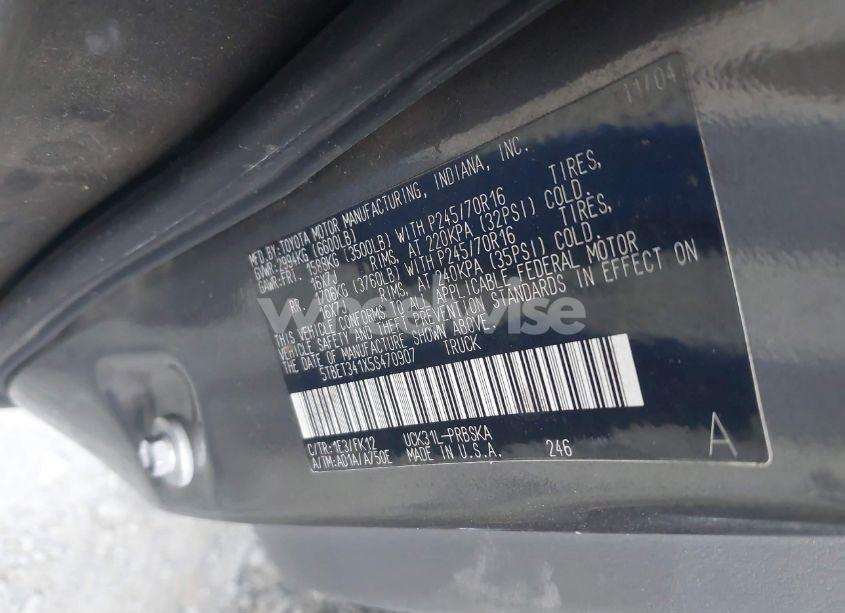 11/04
MFD.BY:TOYOTA MOTOR MANUFACTURING, INDIANA, INC.
GVWR:2994KG (6600LB)
GAWR:FRT 1588KG (3500LB) WITH P245/70R16 TIRES,
16X7J RIMS, AT 220KPA (32PSI) COLD.
1706KG (3760LB) WITH P245/70R16 TIRES,
16X7J RIMS, AT 240KPA (35PSI) COLD.
THIS VEHICLE CONFORMS TO ALL APPLICABLE FEDERAL MOTOR
VEHICLE SAFETY AND THEFT PREVENTION STANDARDS IN EFFECT ON
THE DATE OF MANUFACTURE SHOWN ABOVE.
5TBET341X5S470907 TRUCK
C/TR:1E3/FK12 UCK31L-PRBSKA
A/TM:A01A/A750E MADE IN U.S.A. 246 A
wheelwise